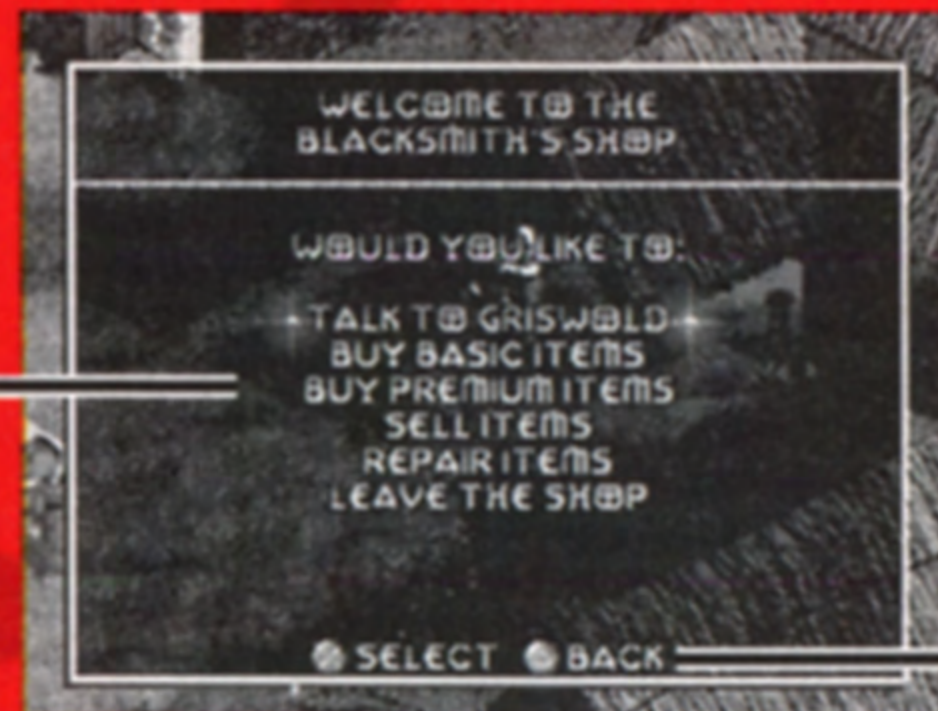 WELCOME TO THE
BLACKSMITH'S SHOP
WOULD YOU LIKE TO:
TALK TO GRISWOLD
BUY BASIC ITEMS
BUY PREMIUM ITEMS
SELL ITEMS
REPAIR ITEMS
LEAVE THE SHOP
SELECT BACK